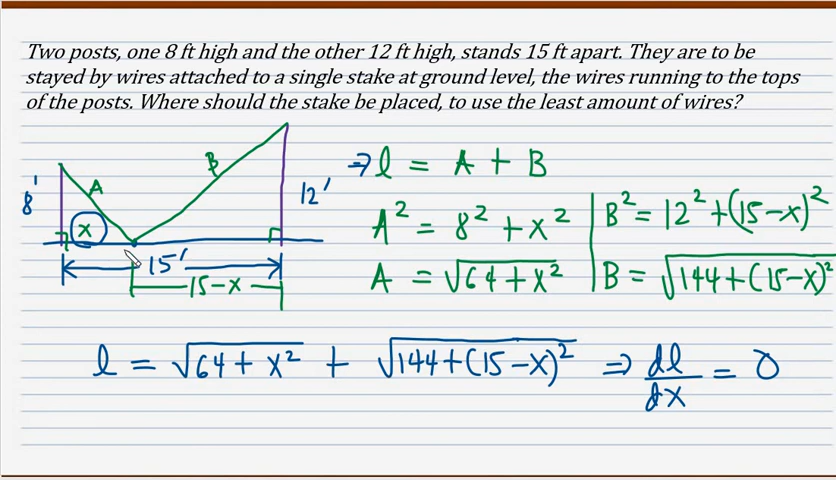 Two posts, one 8 ft high and the other 12 ft high, stands 15 ft apart. They are to be
stayed by wires attached to a single stake at ground level, the wires running to the tops
of the posts. Where should the stake be placed, to use the least amount of wires?
8' A x B 12'
15'
15-x
⇒ l = A + B
A² = 8² + x²
A = √(64 + x²)
B² = 12² + (15-x)²
B = √(144 + (15-x)²)
l = √(64 + x²) + √(144 + (15-x)²) ⇒ dl/dx = 0